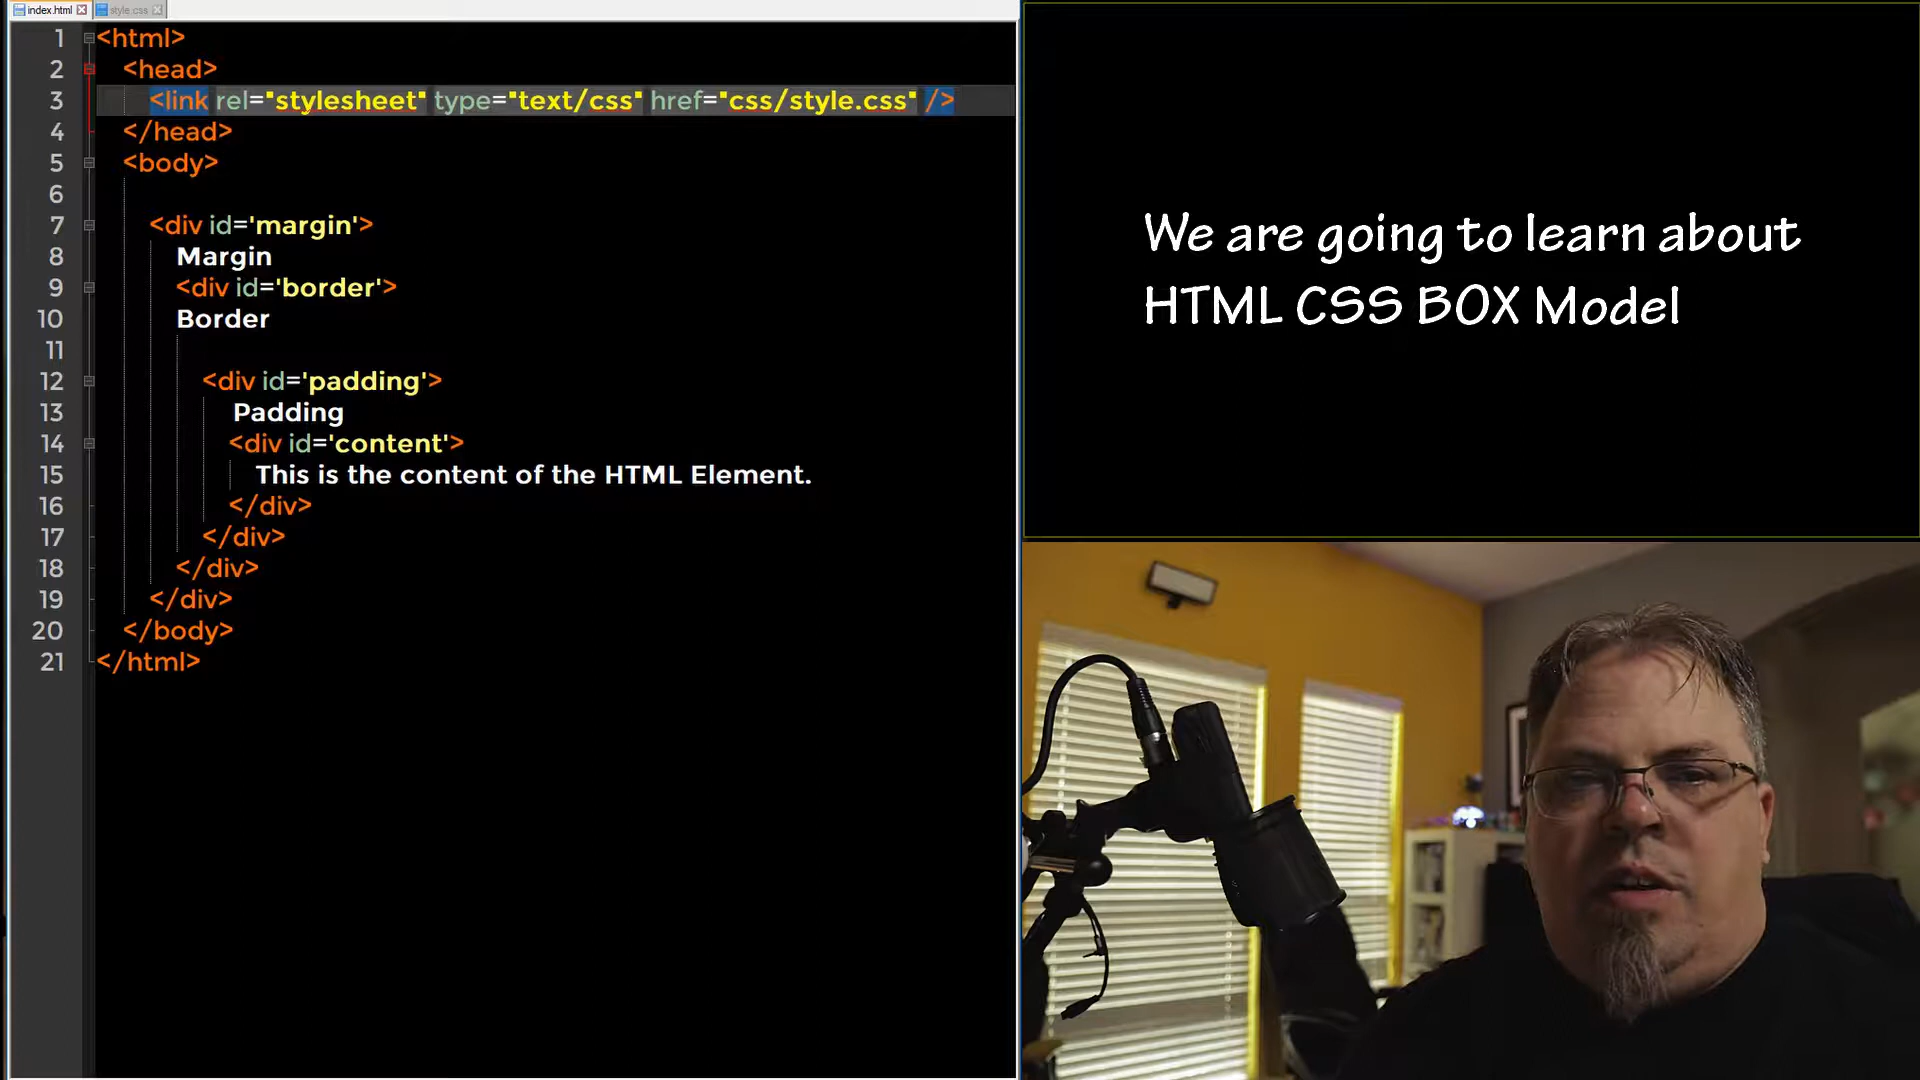 index.html style.css
1 <html>
2 <head>
3 <link rel="stylesheet" type="text/css" href="css/style.css" />
4 </head>
5 <body>
6
7 <div id='margin'>
8 Margin
9 <div id='border'>
10 Border
11
12 <div id='padding'>
13 Padding
14 <div id='content'>
15 This is the content of the HTML Element.
16 </div>
17 </div>
18 </div>
19 </div>
20 </body>
21 </html>
We are going to learn about
HTML CSS BOX Model